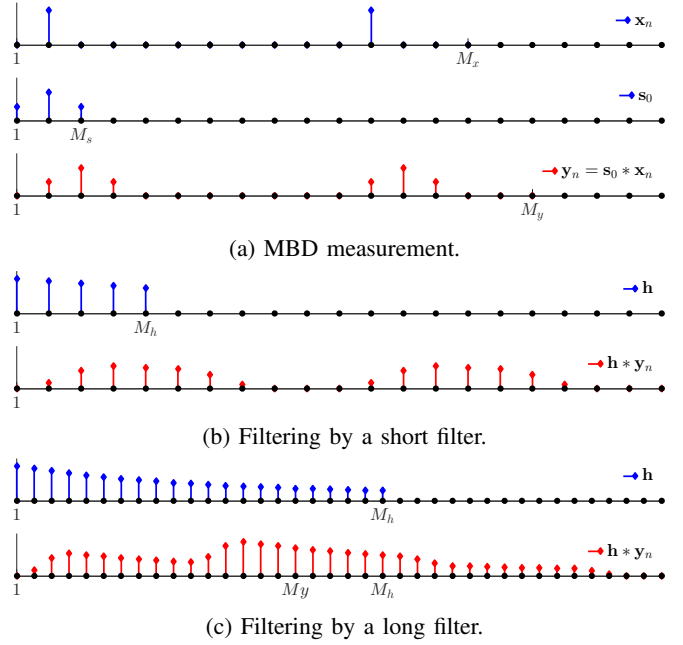 x_n
1 M_x
s_0
1 M_s
y_n = s_0 * x_n
1 M_y
(a) MBD measurement.
h
1 M_h
h * y_n
1
(b) Filtering by a short filter.
h
1 M_h
h * y_n
1 My M_h
(c) Filtering by a long filter.